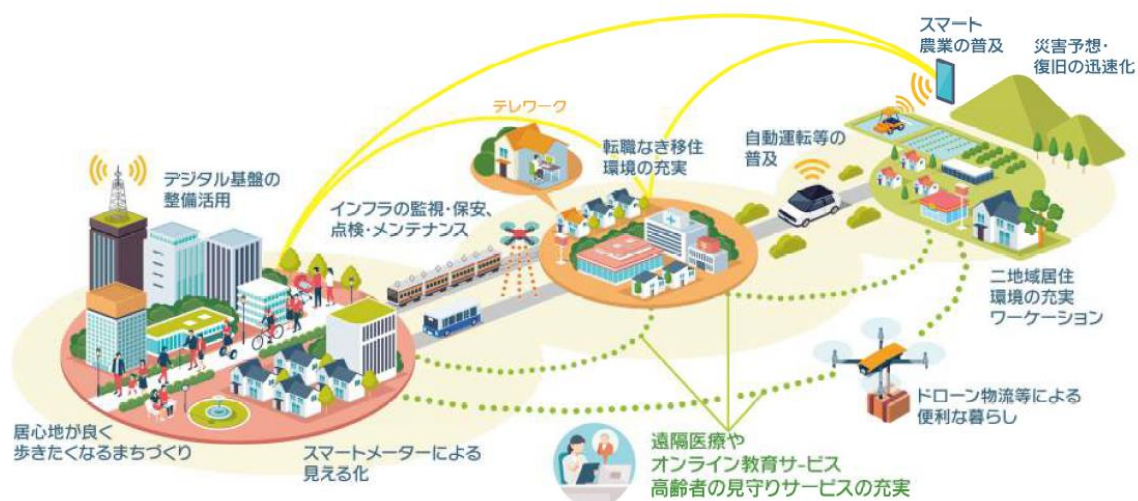 スマート
農業の普及
災害予想・
復旧の迅速化
テレワーク
転職なき移住
環境の充実
自動運転等の
普及
デジタル基盤の
整備活用
インフラの監視・保安、
点検・メンテナンス
二地域居住
環境の充実
ワーケーション
ドローン物流等による
便利な暮らし
居心地が良く
歩きたくなるまちづくり
スマートメーターによる
見える化
遠隔医療や
オンライン教育サービス
高齢者の見守りサービスの充実